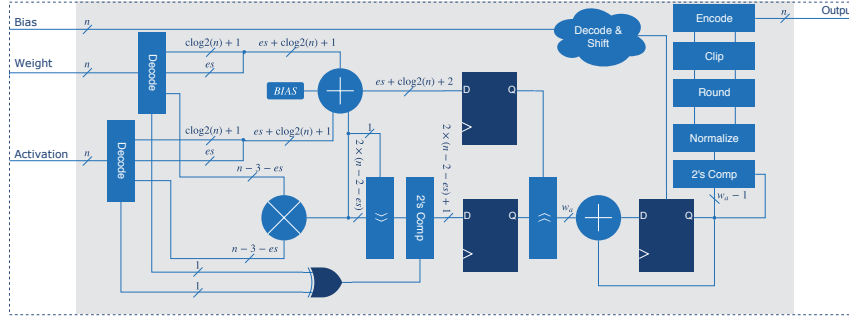 Bias
n
Decode &
Shift
Encode
n
Output
Weight
n
Decode
clog2(n) + 1
es
es + clog2(n) + 1
BIAS
es + clog2(n) + 2
D
Q
Clip
Round
Normalize
2's Comp
w_a − 1
Activation
n
Decode
clog2(n) + 1
es
es + clog2(n) + 1
1
n − 3 − es
2 × (n − 2 − es)
>>
2's Comp
2 × (n − 2 − es) + 1
D
Q
<<
w_a
D
Q
n − 3 − es
1
1